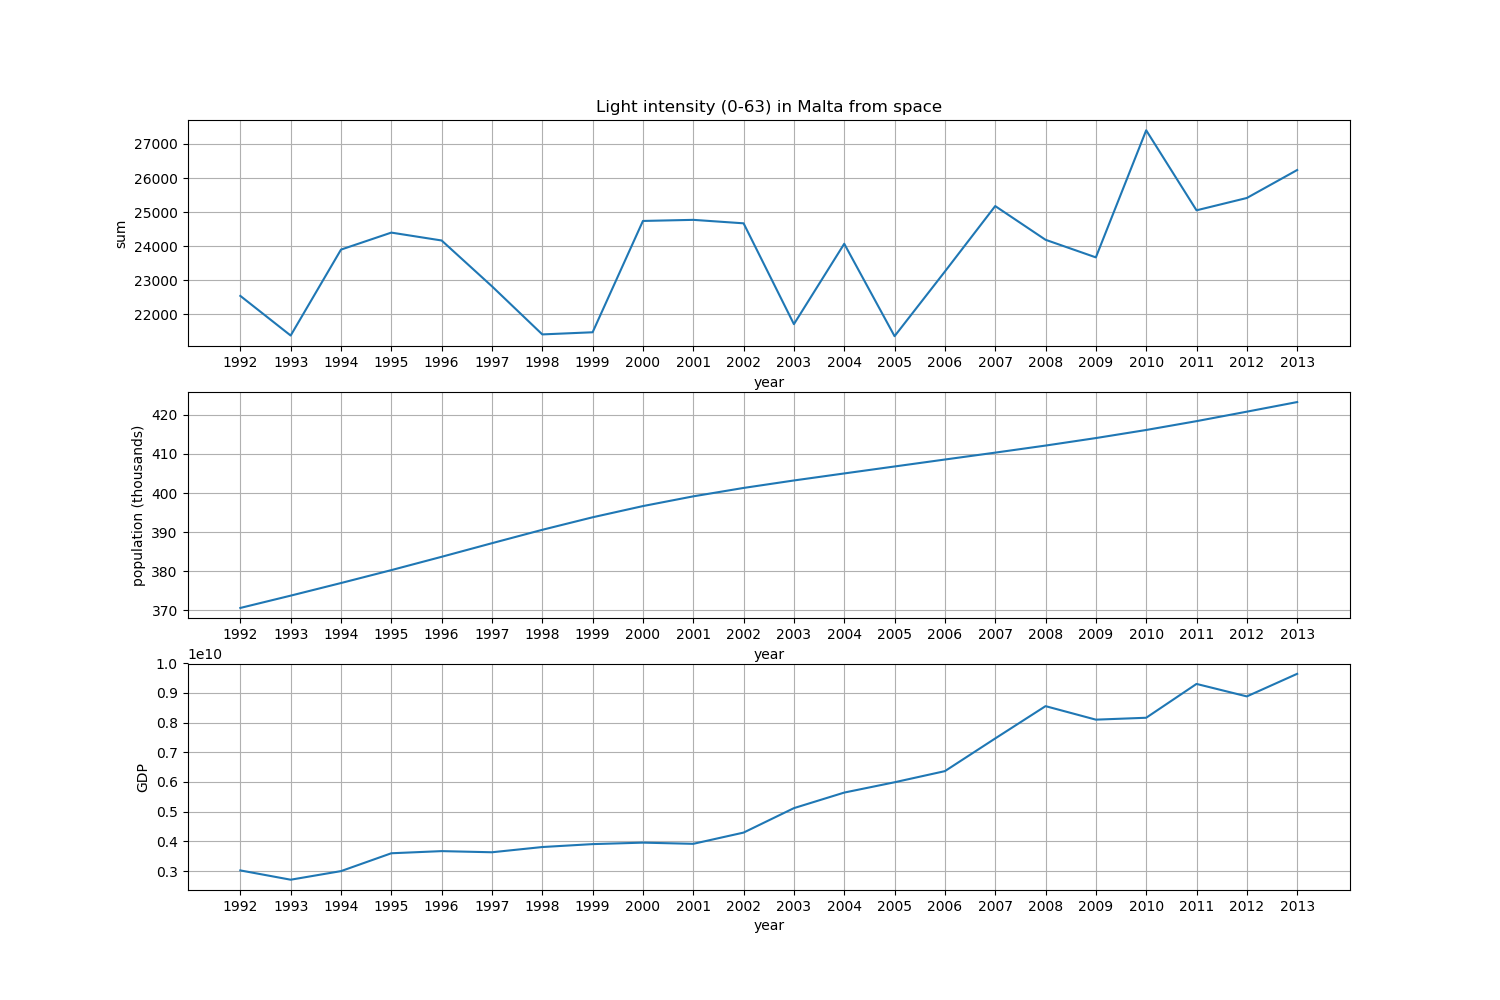 Light intensity (0-63) in Malta from space
27000
26000
25000
24000
23000
22000
sum
1992 1993 1994 1995 1996 1997 1998 1999 2000 2001 2002 2003 2004 2005 2006 2007 2008 2009 2010 2011 2012 2013
year
420
410
400
390
380
370
population (thousands)
1992 1993 1994 1995 1996 1997 1998 1999 2000 2001 2002 2003 2004 2005 2006 2007 2008 2009 2010 2011 2012 2013
year
1e10
1.0
0.9
0.8
0.7
0.6
0.5
0.4
0.3
GDP
1992 1993 1994 1995 1996 1997 1998 1999 2000 2001 2002 2003 2004 2005 2006 2007 2008 2009 2010 2011 2012 2013
year